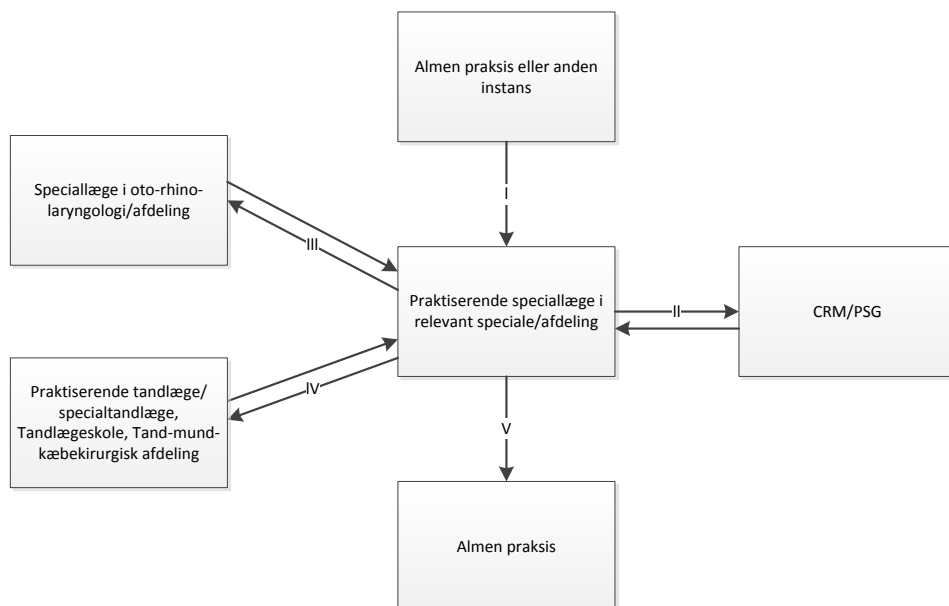 Almen praksis eller anden
instans
Speciallæge i oto-rhino-
laryngologi/afdeling
I
III
Praktiserende speciallæge i
relevant speciale/afdeling
II
CRM/PSG
Praktiserende tandlæge/
specialtandlæge,
Tandlægeskole, Tand-mund-
kæbekirurgisk afdeling
IV
V
Almen praksis